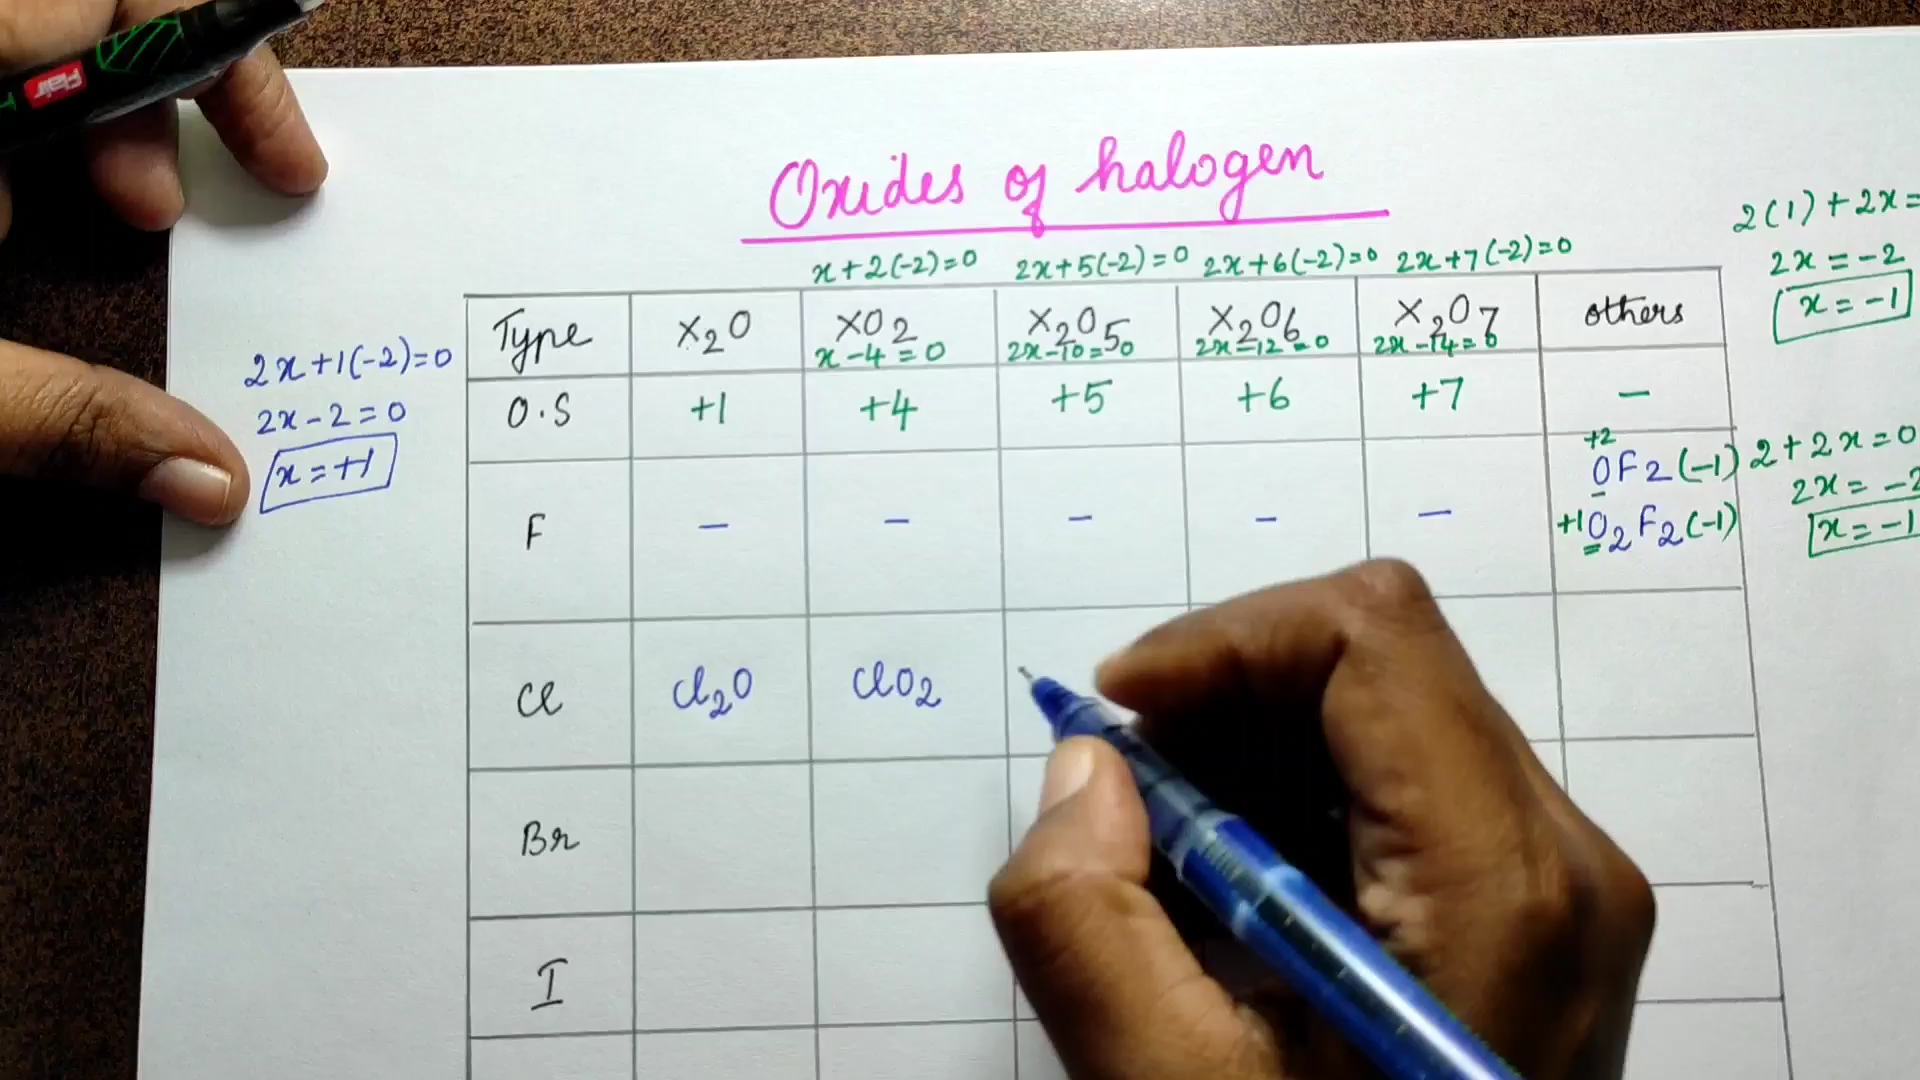 Flair
Oxides of halogen
x+2(-2)=0 2x+5(-2)=0 2x+6(-2)=0 2x+7(-2)=0
Type X2O XO2 X2O5 X2O6 X2O7 others
x-4=0 2x-10=0 2x-12=0 2x-14=0
O.S +1 +4 +5 +6 +7 -
F - - - - - +2
OF2(-1)
+1O2F2(-1)
Cl Cl2O ClO2
Br
I
2x+1(-2)=0
2x-2=0
x=+1
2(1)+2x=
2x=-2
x=-1
2+2x=0
2x=-2
x=-1